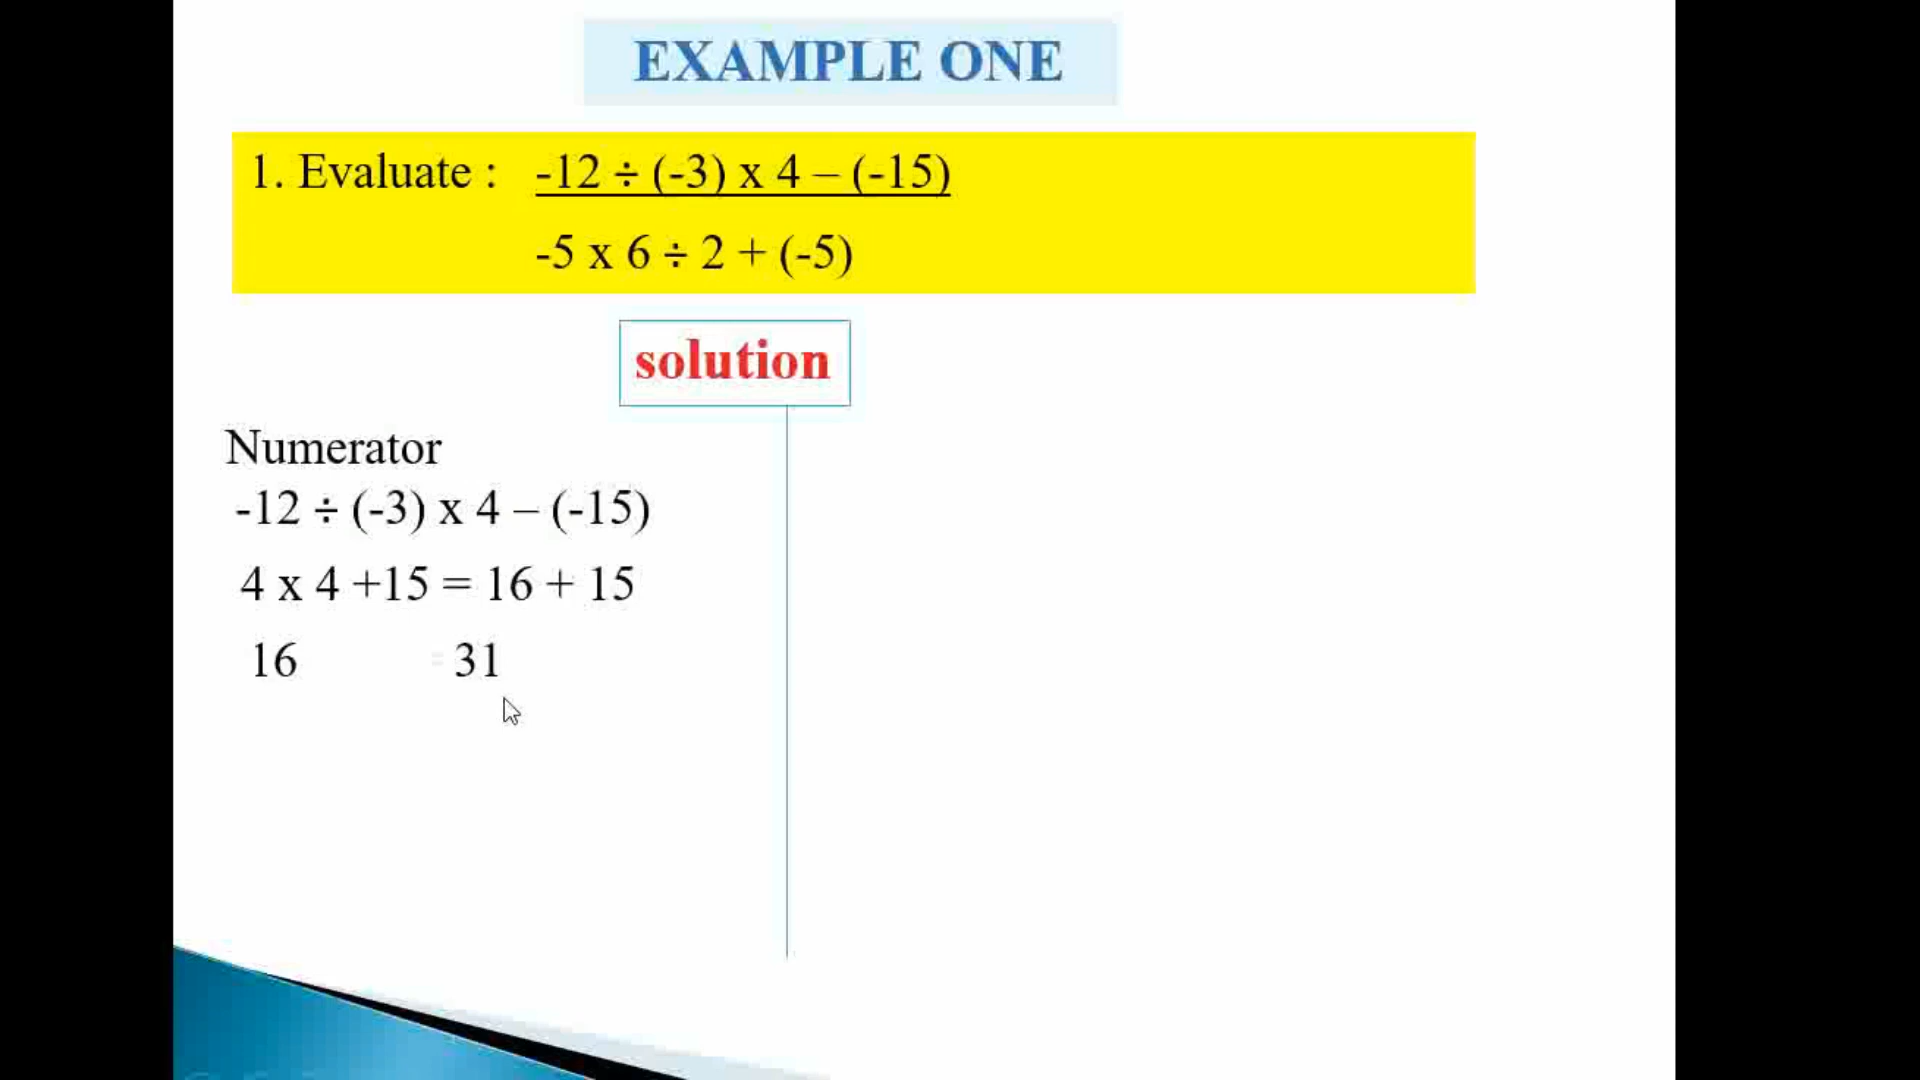 EXAMPLE ONE
1. Evaluate : -12 ÷ (-3) x 4 – (-15)
-5 x 6 ÷ 2 + (-5)
solution
Numerator
-12 ÷ (-3) x 4 – (-15)
4 x 4 +15 = 16 + 15
16 = 31